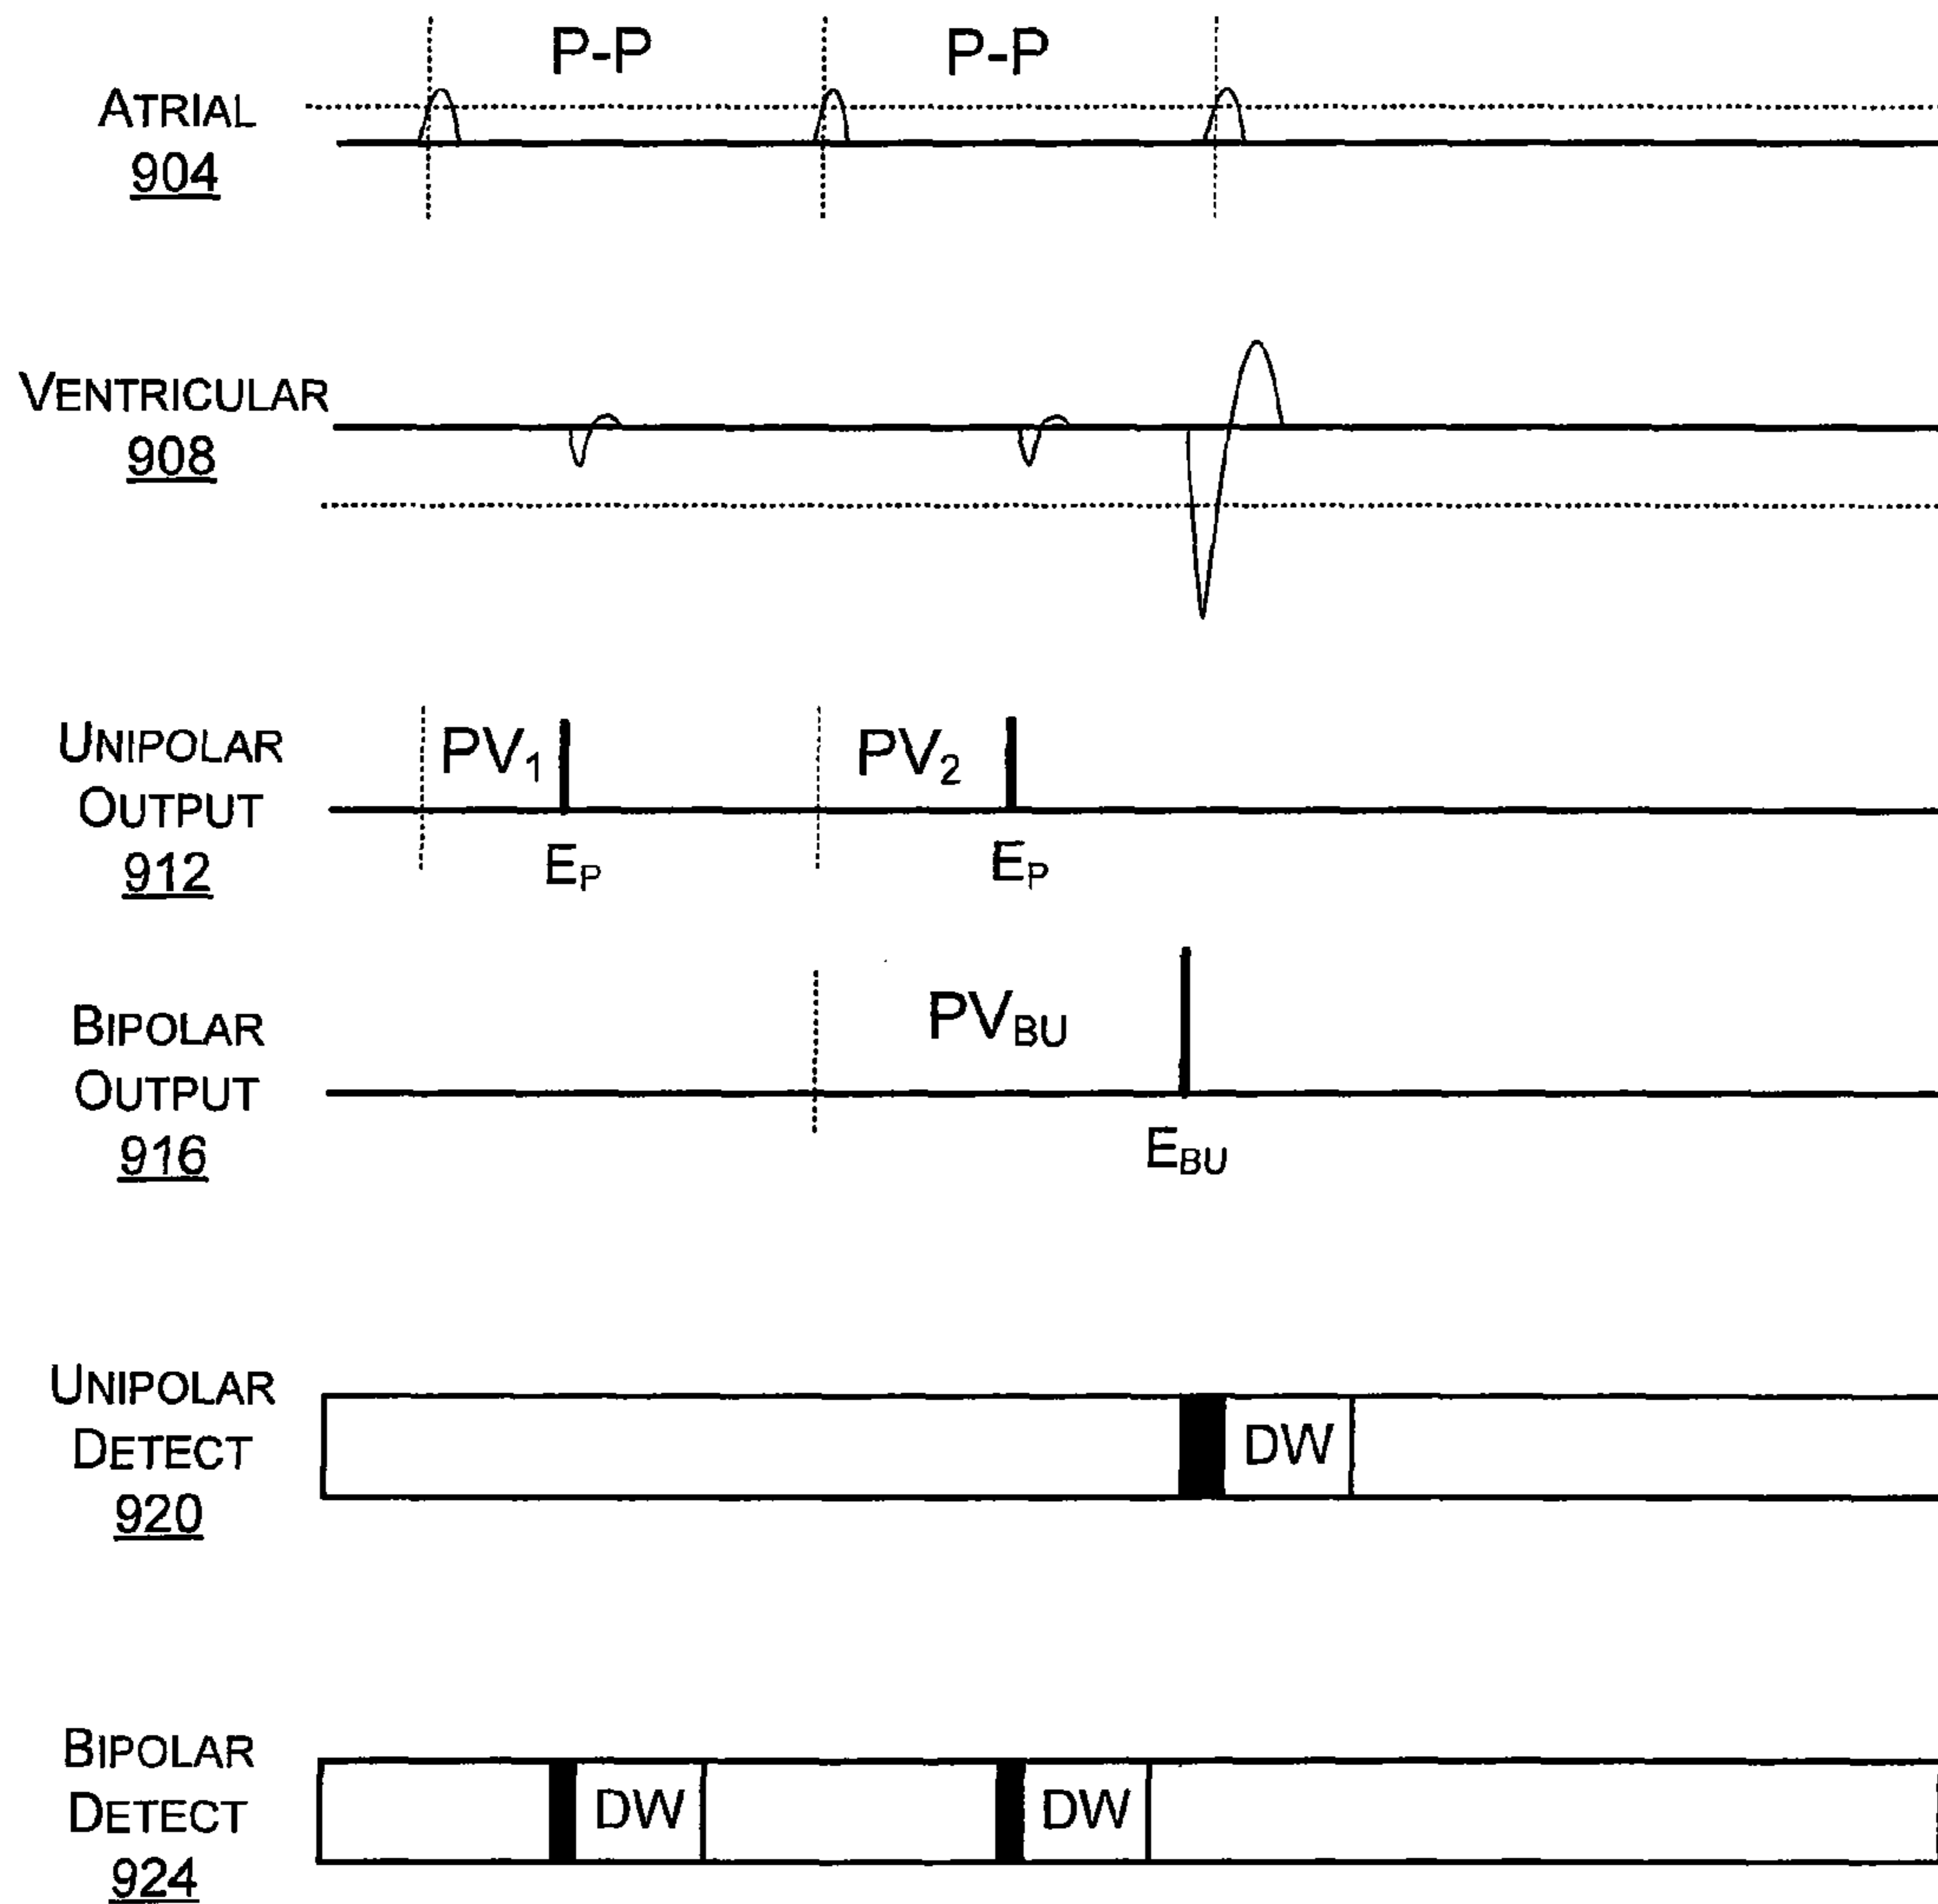 P-P P-P
ATRIAL
904
VENTRICULAR
908
UNIPOLAR
OUTPUT
912
PV1 PV2
EP EP
BIPOLAR
OUTPUT
916
PVBU
EBU
UNIPOLAR
DETECT
920
DW
BIPOLAR
DETECT
924
DW DW